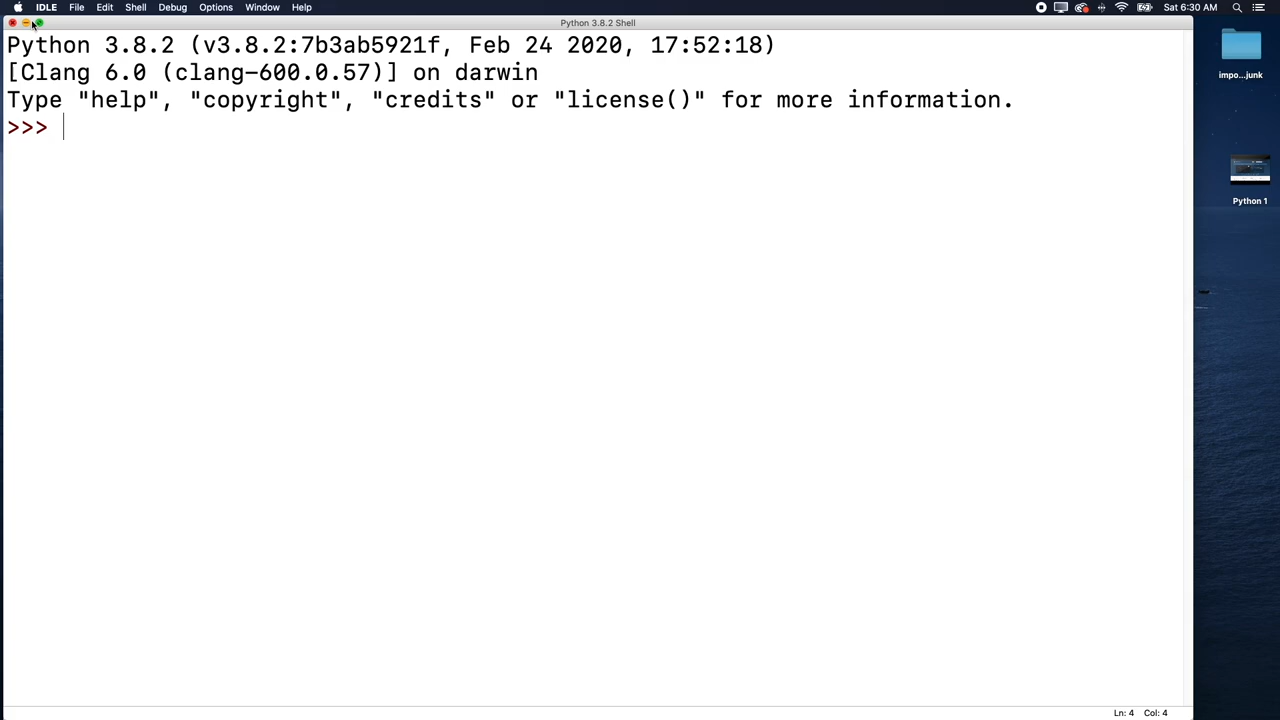 IDLE File Edit Shell Debug Options Window Help Sat 6:30 AM
Python 3.8.2 Shell
Python 3.8.2 (v3.8.2:7b3ab5921f, Feb 24 2020, 17:52:18)
[Clang 6.0 (clang-600.0.57)] on darwin
Type "help", "copyright", "credits" or "license()" for more information.
>>>
impo...junk
Python 1
Ln: 4 Col: 4